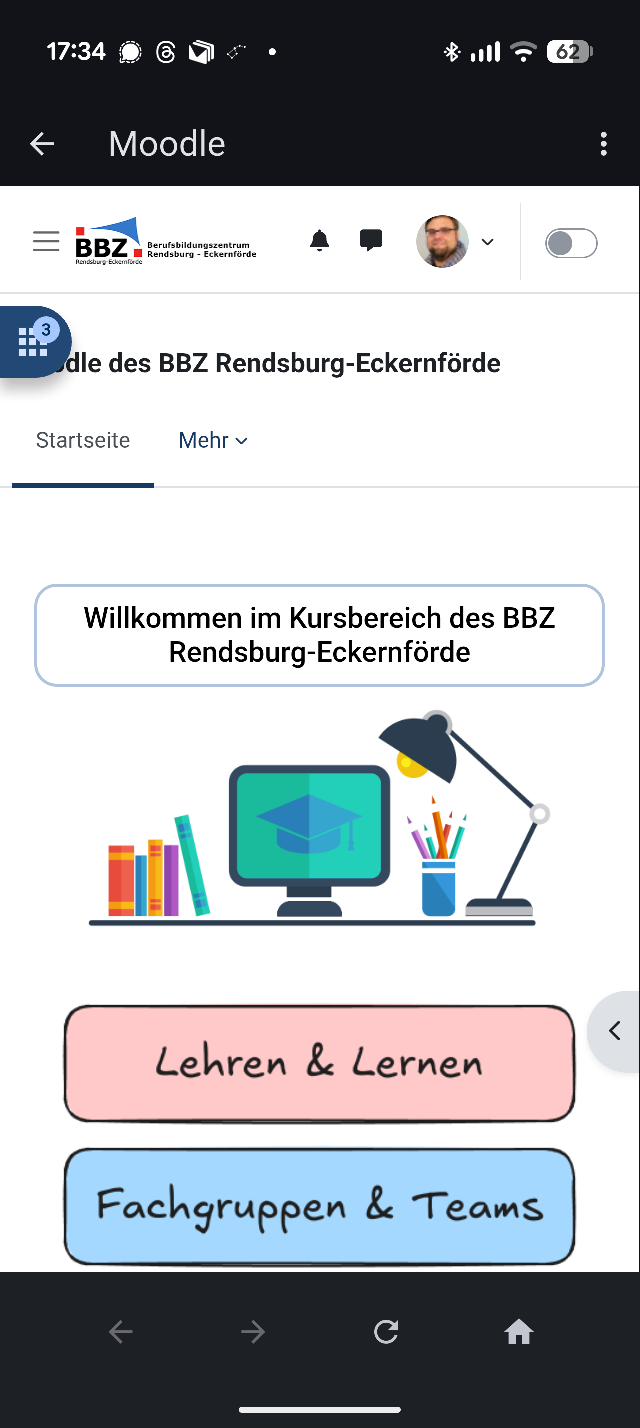 17:34
62
Moodle
BBZ
Rendsburg-Eckernförde
Berufsbildungszentrum
Rendsburg - Eckernförde
3
dle des BBZ Rendsburg-Eckernförde
Startseite
Mehr
Willkommen im Kursbereich des BBZ
Rendsburg-Eckernförde
Lehren & Lernen
Fachgruppen & Teams